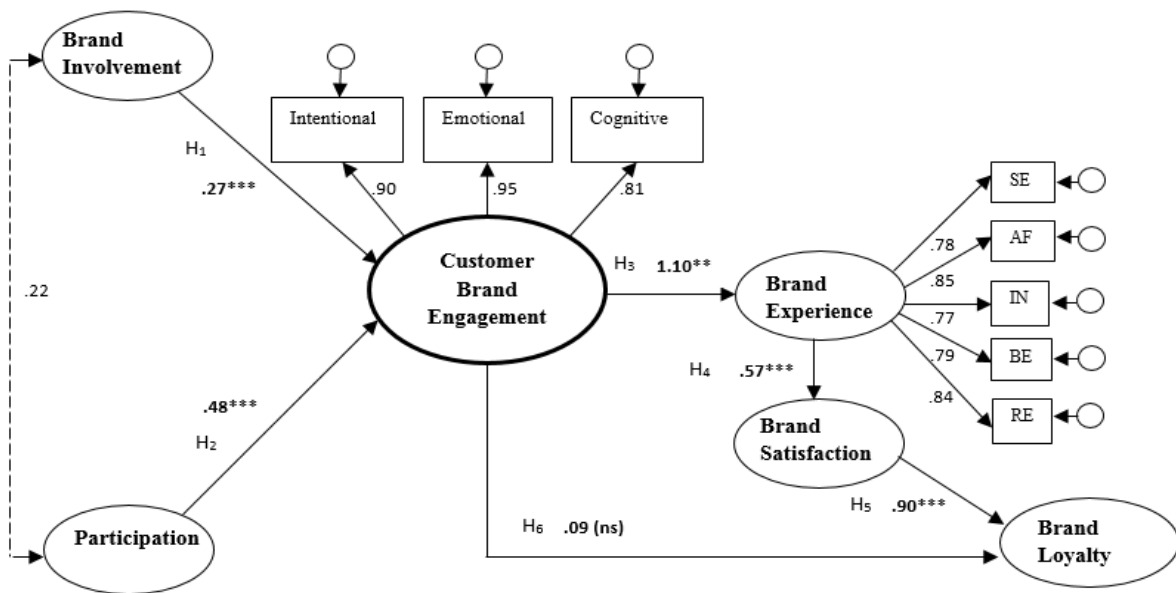 Brand
Involvement
Intentional
Emotional
Cognitive
H₁
.27***
.90
.95
.81
SE
AF
IN
BE
RE
.78
.85
.77
.79
.84
.22
Customer
Brand
Engagement
H₃ 1.10**
Brand
Experience
H₄ .57***
.48***
H₂
Brand
Satisfaction
H₅ .90***
H₆ .09 (ns)
Participation
Brand
Loyalty